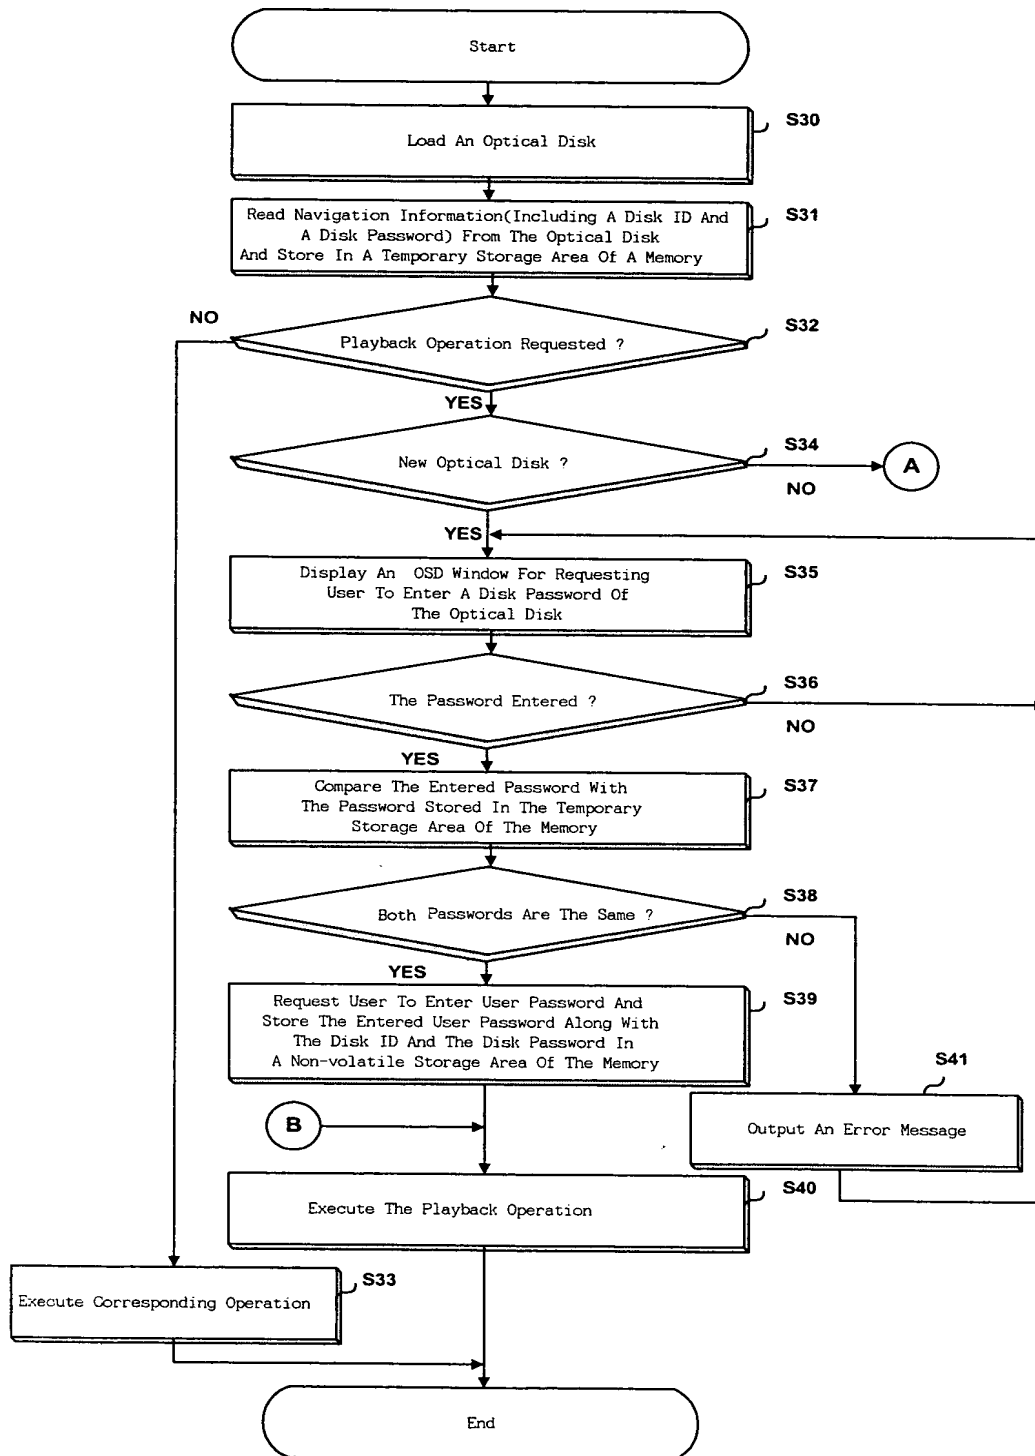 Start
S30
Load An Optical Disk
S31
Read Navigation Information(Including A Disk ID And
A Disk Password) From The Optical Disk
And Store In A Temporary Storage Area Of A Memory
NO
S32
Playback Operation Requested ?
YES
S34
New Optical Disk ?
A
NO
YES
S35
Display An OSD Window For Requesting
User To Enter A Disk Password Of
The Optical Disk
S36
The Password Entered ?
NO
YES
S37
Compare The Entered Password With
The Password Stored In The Temporary
Storage Area Of The Memory
S38
Both Passwords Are The Same ?
NO
YES
S39
Request User To Enter User Password And
Store The Entered User Password Along With
The Disk ID And The Disk Password In
A Non-volatile Storage Area Of The Memory
S41
B
Output An Error Message
S40
Execute The Playback Operation
S33
Execute Corresponding Operation
End